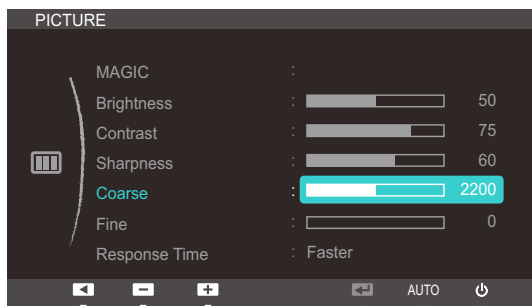 PICTURE
MAGIC :
Brightness : 50
Contrast : 75
Sharpness : 60
Coarse : 2200
Fine : 0
Response Time : Faster
AUTO